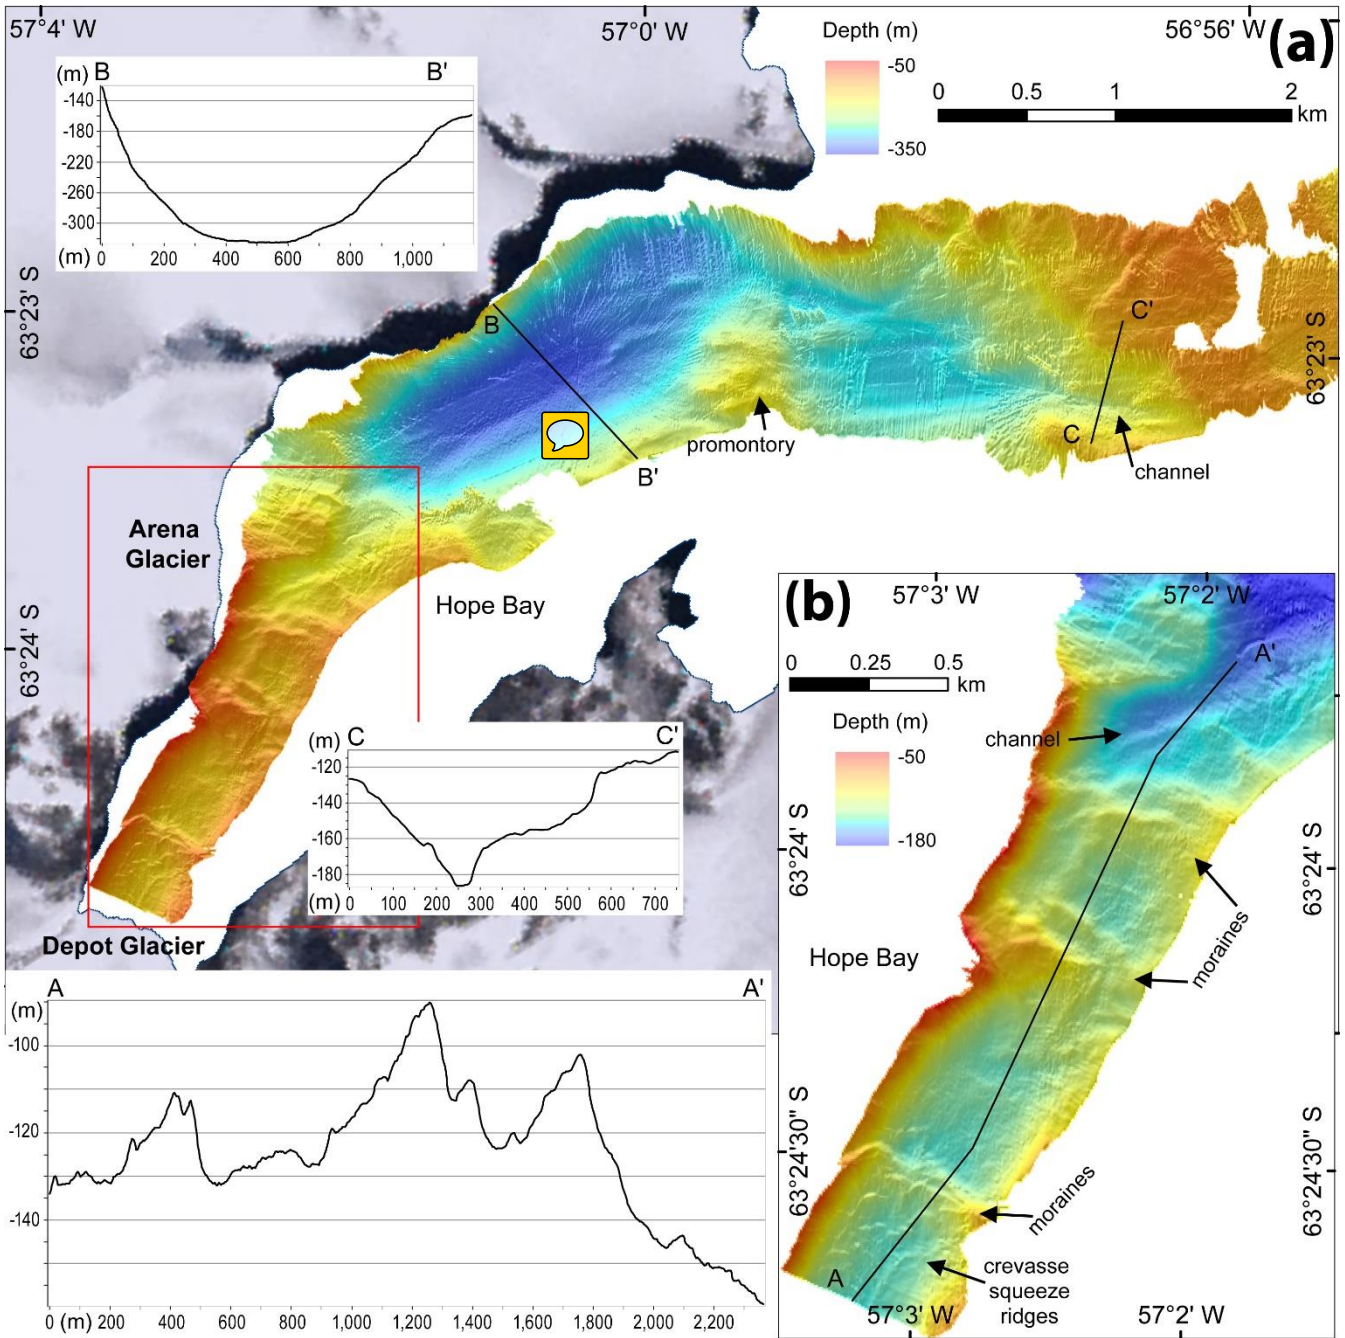 57°4' W
57°0' W
56°56' W
(a)
Depth (m)
-50
-350
0
0.5
1
2
km
(m)
B
B'
-140
-180
-220
-260
-300
(m)
0
200
400
600
800
1,000
63°23' S
63°23' S
B
B'
C'
C
promontory
channel
Arena
Glacier
Hope Bay
63°24' S
Depot Glacier
(m)
C
C'
-120
-140
-160
-180
(m)
0
100
200
300
400
500
600
700
A
A'
(m)
-100
-120
-140
0
(m)
200
400
600
800
1,000
1,200
1,400
1,600
1,800
2,000
2,200
(b)
57°3' W
57°2' W
0
0.25
0.5
km
Depth (m)
-50
-180
A'
channel
63°24' S
63°24' S
moraines
Hope Bay
63°24'30" S
63°24'30" S
moraines
crevasse
squeeze
ridges
A
57°3' W
57°2' W